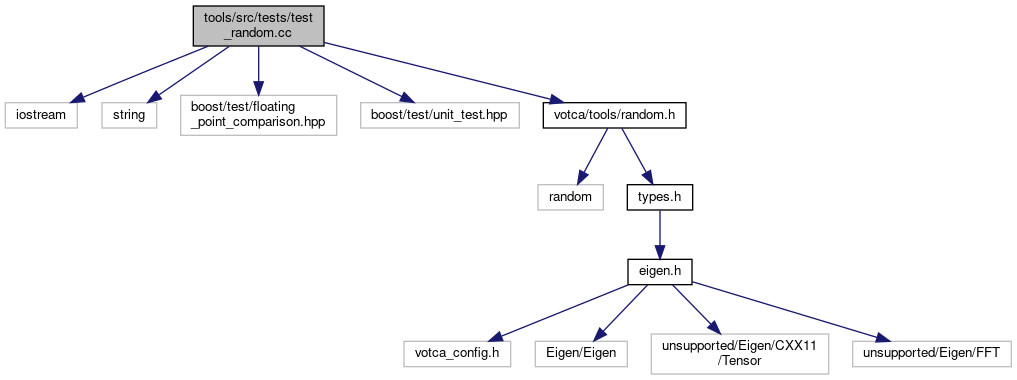 tools/src/tests/test
_random.cc
iostream
string
boost/test/floating
_point_comparison.hpp
boost/test/unit_test.hpp
votca/tools/random.h
random
types.h
eigen.h
votca_config.h
Eigen/Eigen
unsupported/Eigen/CXX11
/Tensor
unsupported/Eigen/FFT